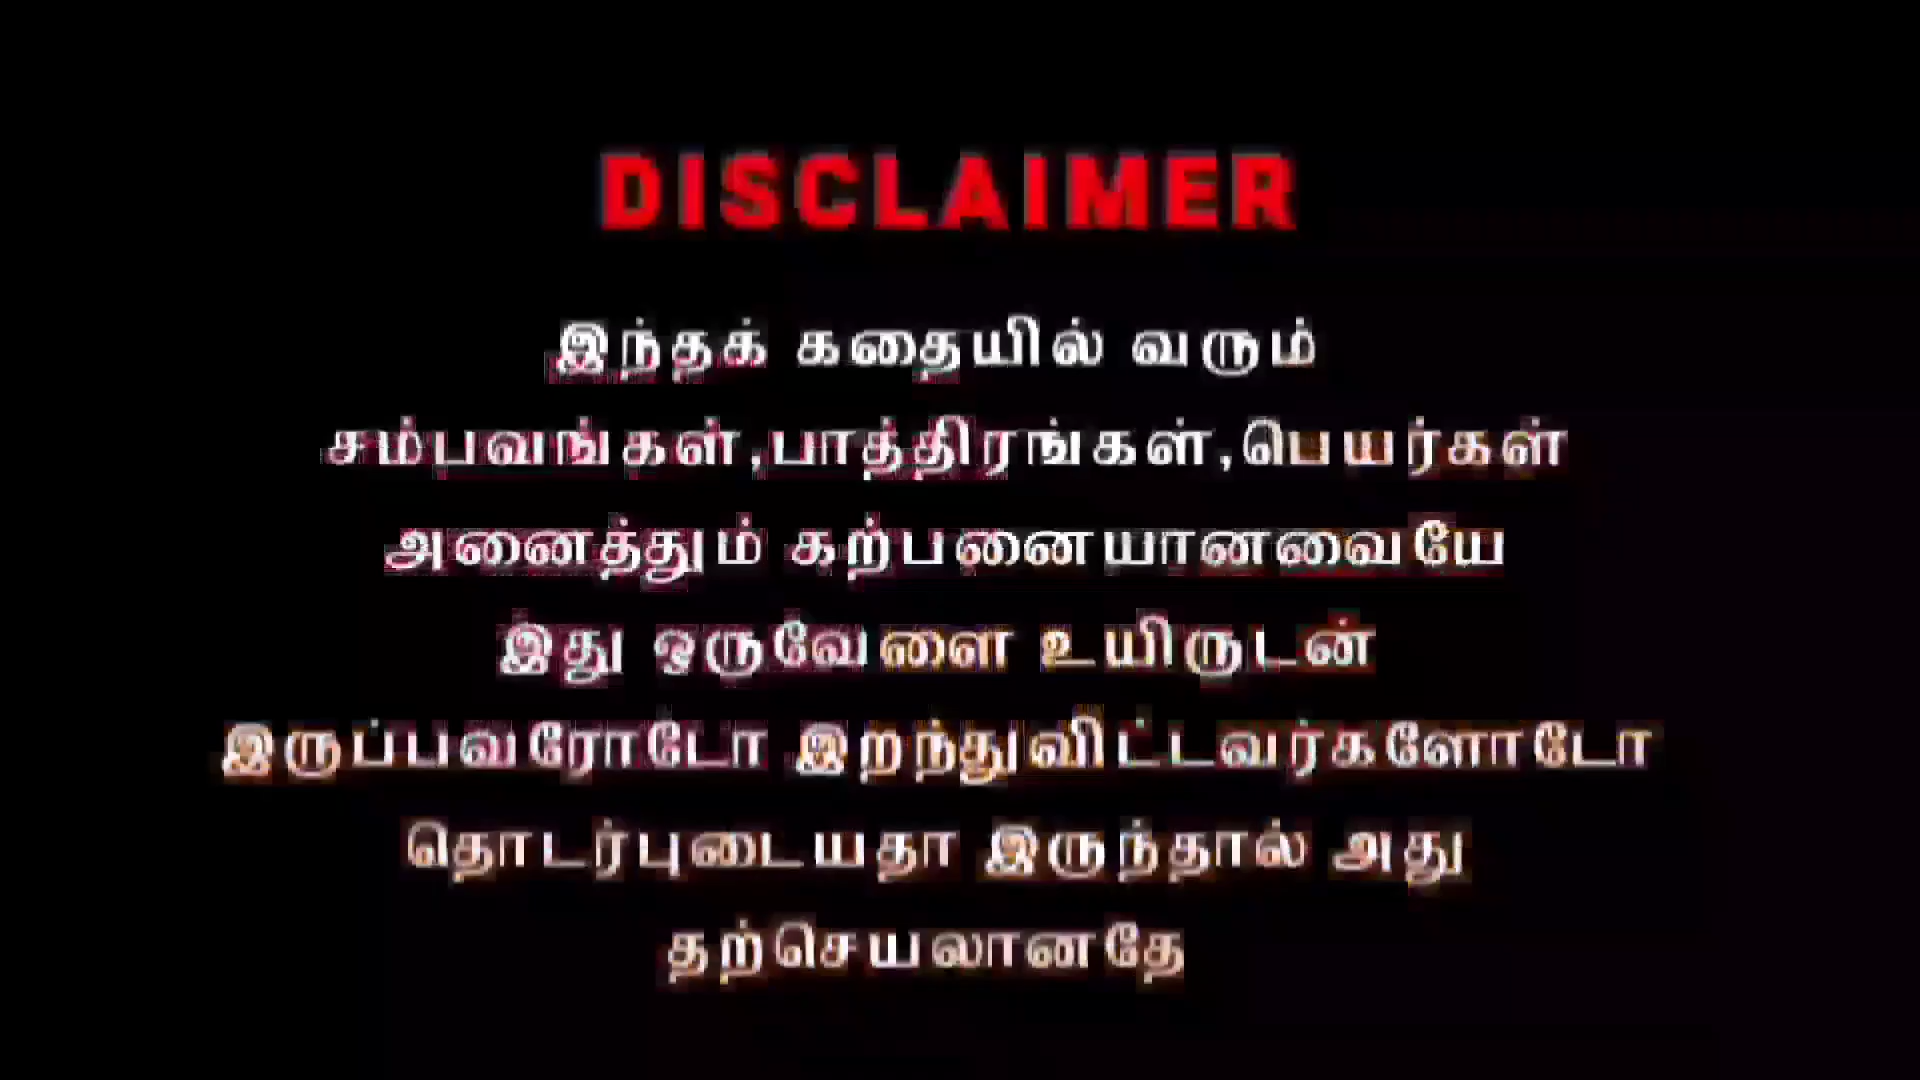 DISCLAIMER
இந்தக் கதையில் வரும்
சம்பவங்கள்,பாத்திரங்கள்,பெயர்கள்
அனைத்தும் கற்பனையானவையே
இது ஒருவேளை உயிருடன்
இருப்பவரோடோ இறந்துவிட்டவர்களோடோ
தொடர்புடையதா இருந்தால் அது
தற்செயலானதே